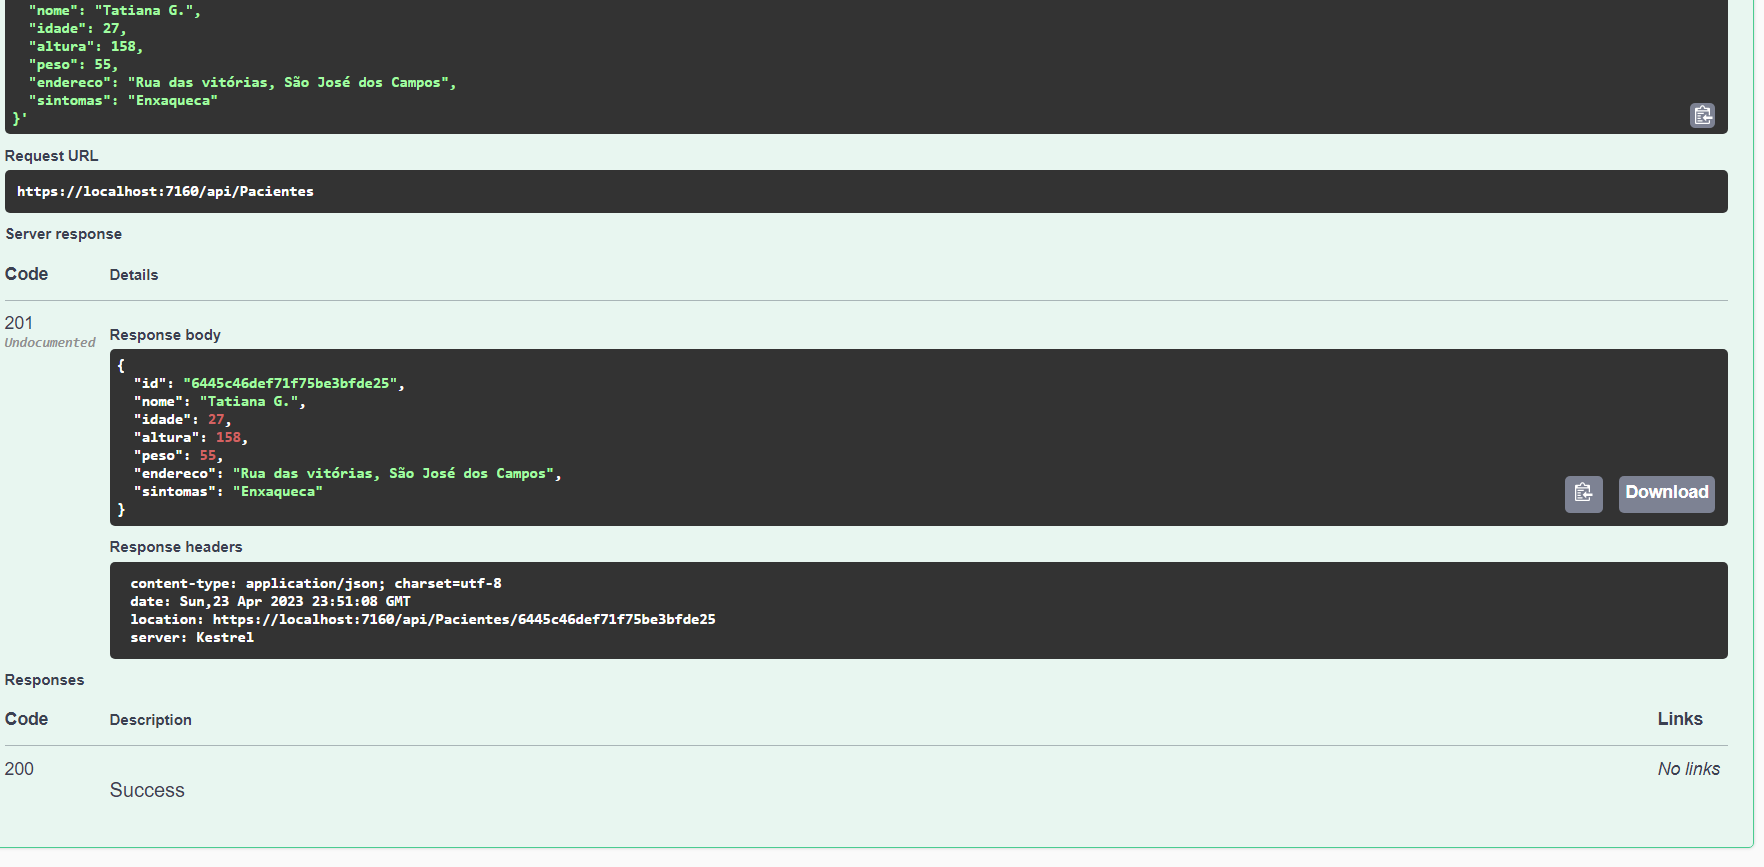 "nome": "Tatiana G.",
"idade": 27,
"altura": 158,
"peso": 55,
"endereco": "Rua das vitórias, São José dos Campos",
"sintomas": "Enxaqueca"
}'
Request URL
https://localhost:7160/api/Pacientes
Server response
Code Details
201
Undocumented
Response body
{
"id": "6445c46def71f75be3bfde25",
"nome": "Tatiana G.",
"idade": 27,
"altura": 158,
"peso": 55,
"endereco": "Rua das vitórias, São José dos Campos",
"sintomas": "Enxaqueca"
}
Download
Response headers
content-type: application/json; charset=utf-8
date: Sun,23 Apr 2023 23:51:08 GMT
location: https://localhost:7160/api/Pacientes/6445c46def71f75be3bfde25
server: Kestrel
Responses
Code Description Links
200 No links
Success